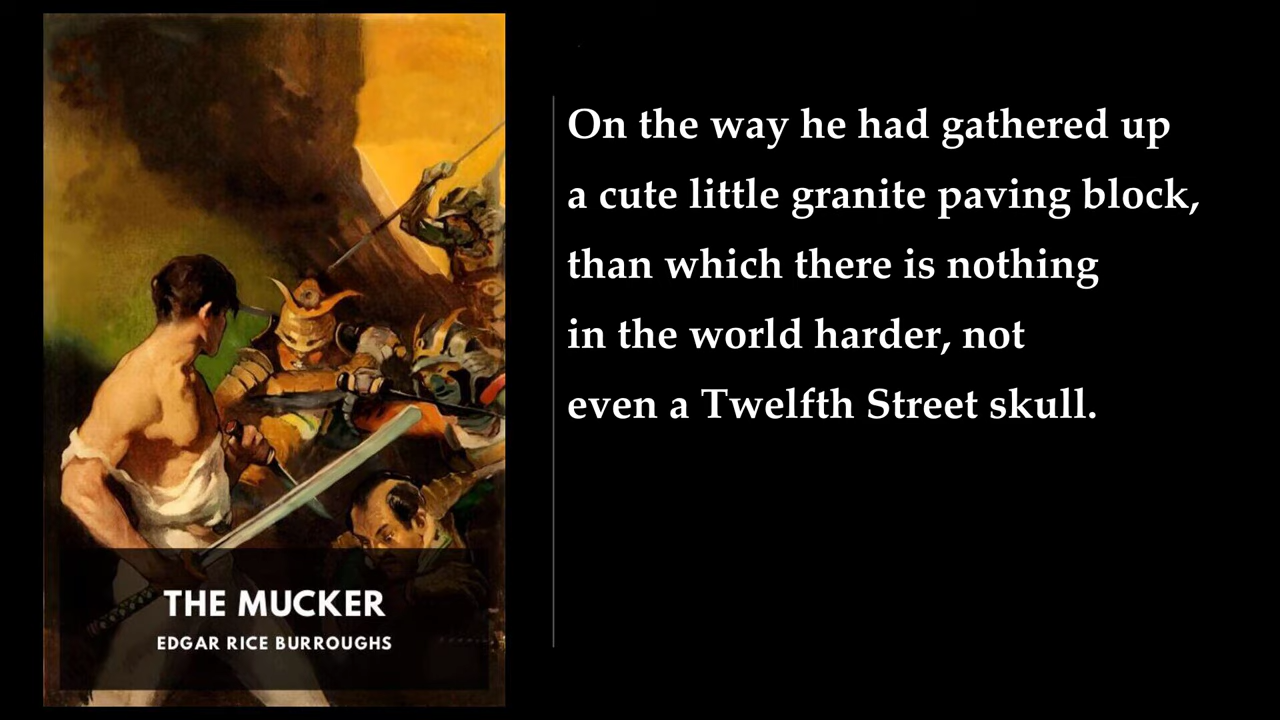 THE MUCKER
EDGAR RICE BURROUGHS
On the way he had gathered up
a cute little granite paving block,
than which there is nothing
in the world harder, not
even a Twelfth Street skull.